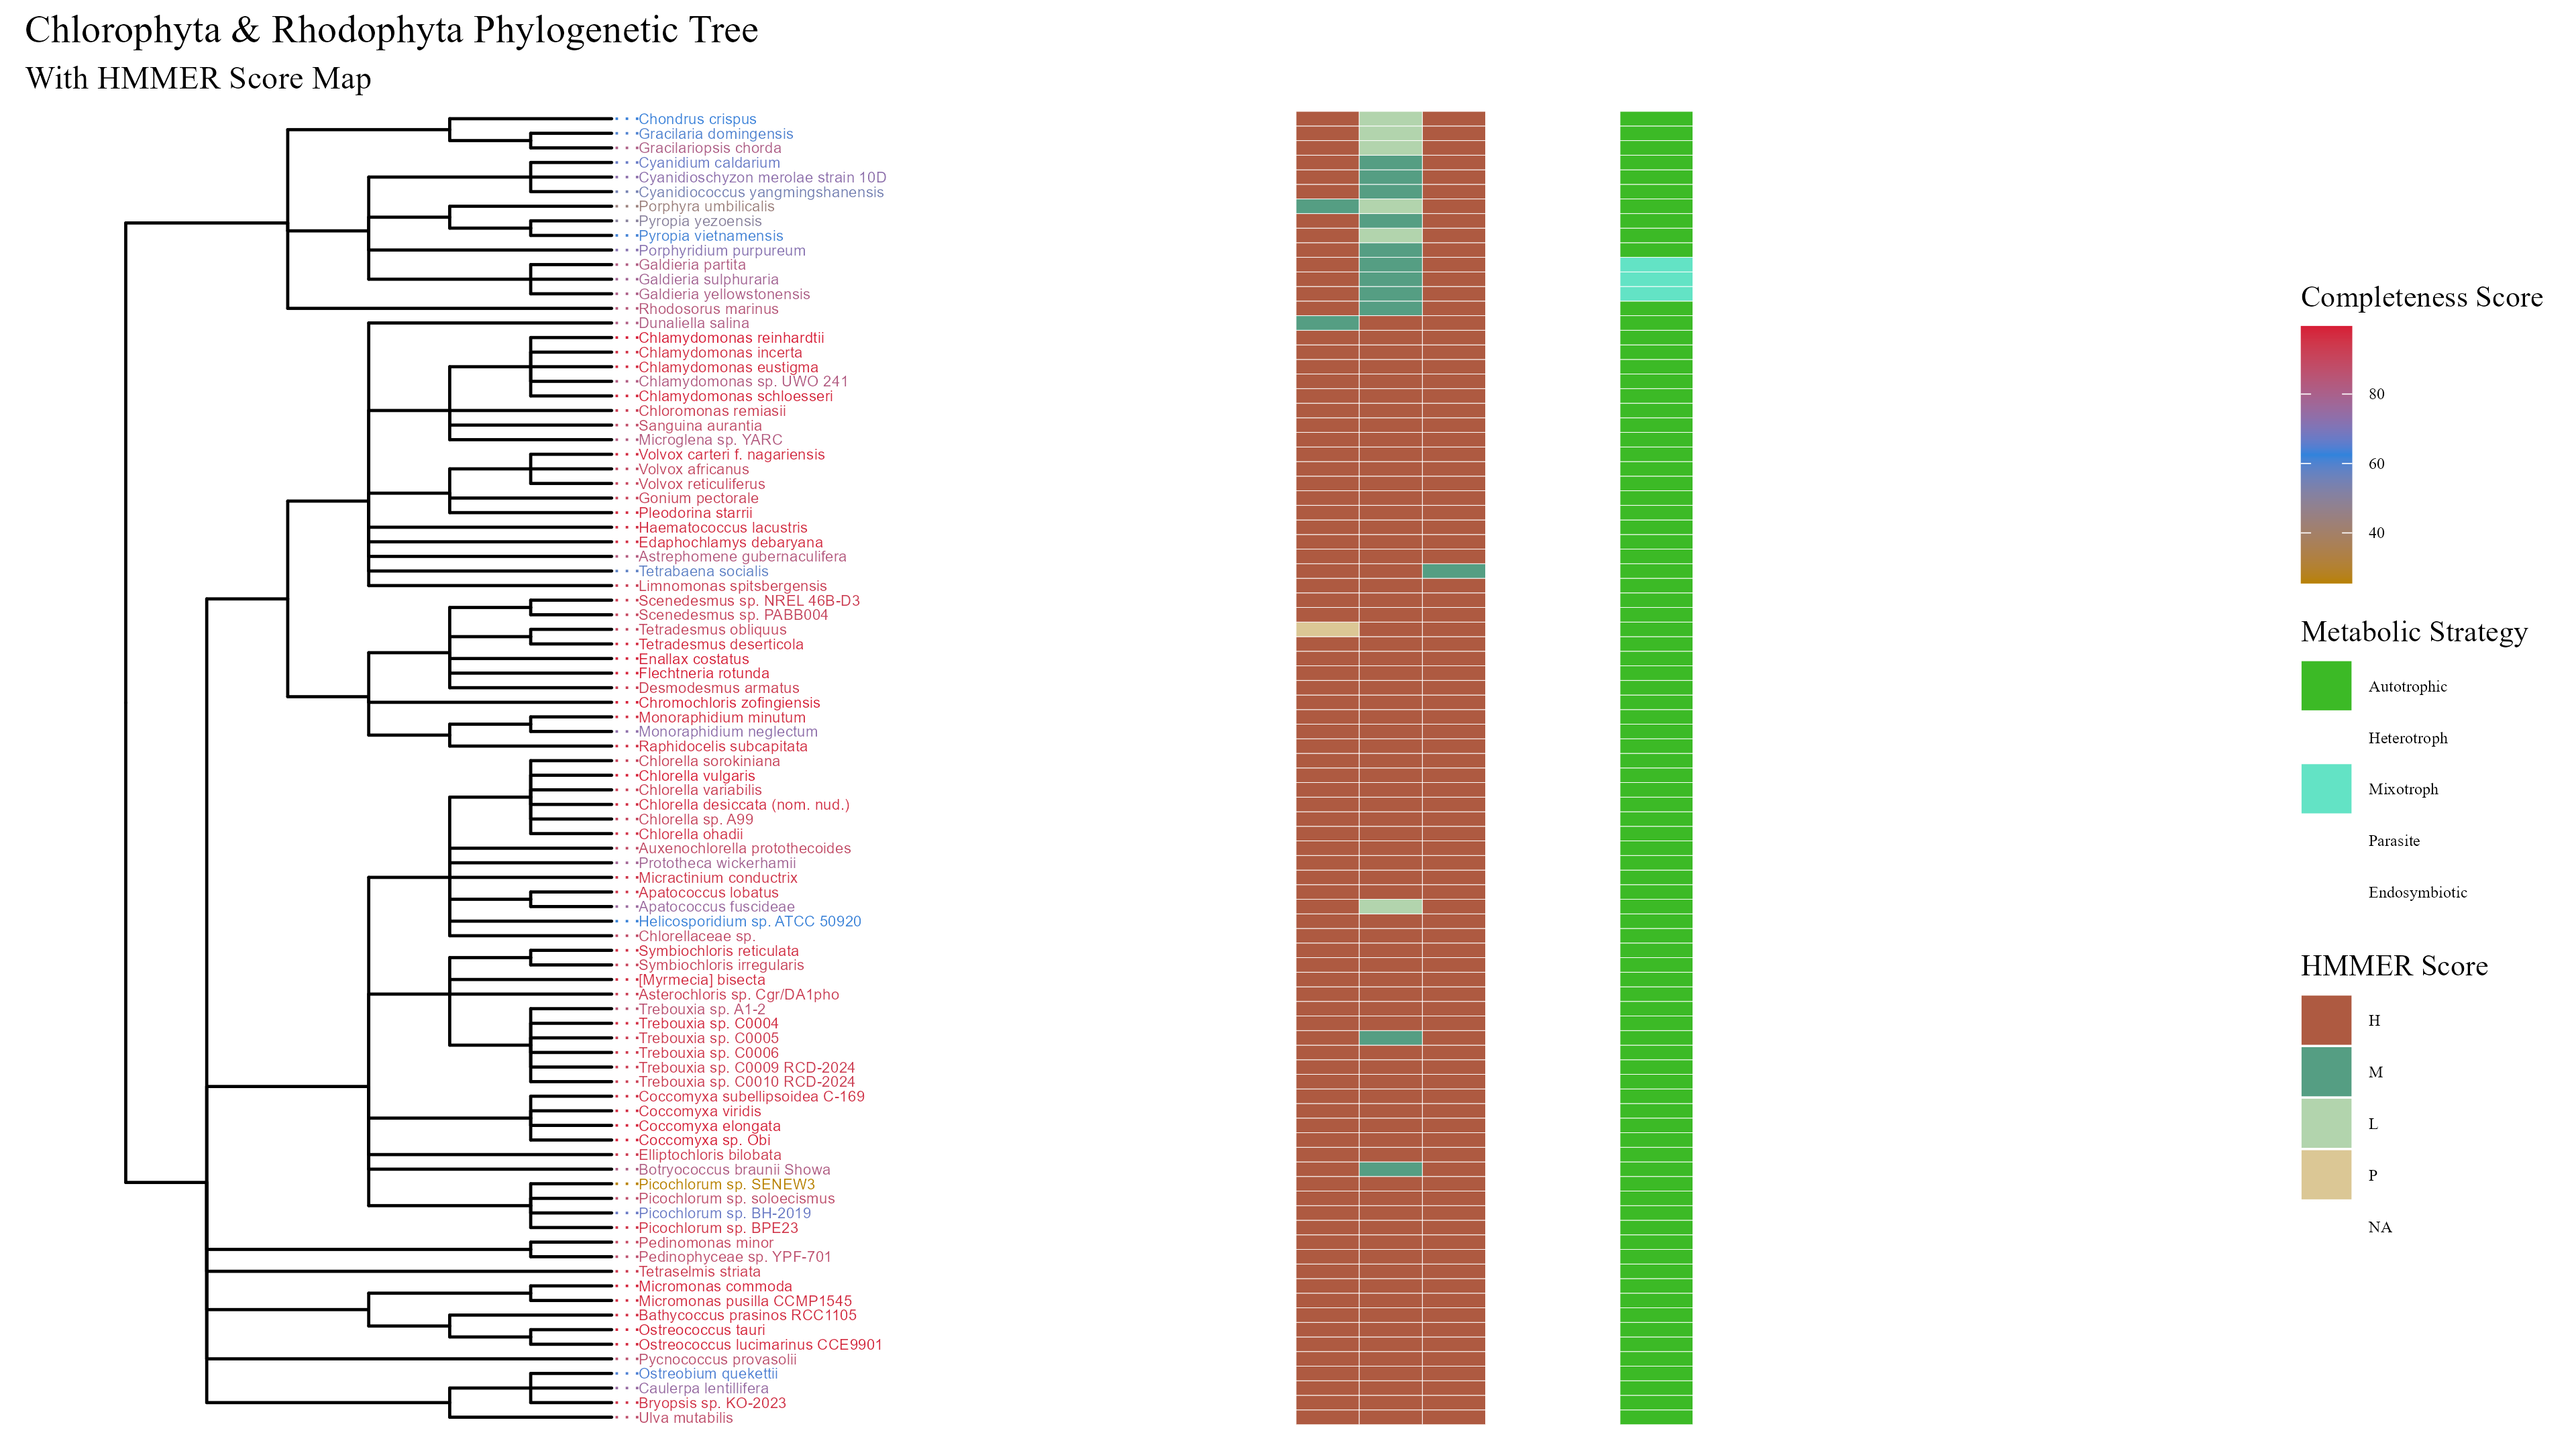 Chlorophyta & Rhodophyta Phylogenetic Tree
With HMMER Score Map
Chondrus crispus
Gracilaria domingensis
Gracilariopsis chorda
Cyanidium caldarium
Cyanidioschyzon merolae strain 10D
Cyanidiococcus yangmingshanensis
Porphyra umbilicalis
Pyropia yezoensis
Pyropia vietnamensis
Porphyridium purpureum
Galdieria partita
Galdieria sulphuraria
Galdieria yellowstonensis
Rhodosorus marinus
Dunaliella salina
Chlamydomonas reinhardtii
Chlamydomonas incerta
Chlamydomonas eustigma
Chlamydomonas sp. UWO 241
Chlamydomonas schloesseri
Chloromonas remiasii
Sanguina aurantia
Microglena sp. YARC
Volvox carteri f. nagariensis
Volvox africanus
Volvox reticuliferus
Gonium pectorale
Pleodorina starrii
Haematococcus lacustris
Edaphochlamys debaryana
Astrephomene gubernaculifera
Tetrabaena socialis
Limnomonas spitsbergensis
Scenedesmus sp. NREL 46B-D3
Scenedesmus sp. PABB004
Tetradesmus obliquus
Tetradesmus deserticola
Enallax costatus
Flechtneria rotunda
Desmodesmus armatus
Chromochloris zofingiensis
Monoraphidium minutum
Monoraphidium neglectum
Raphidocelis subcapitata
Chlorella sorokiniana
Chlorella vulgaris
Chlorella variabilis
Chlorella desiccata (nom. nud.)
Chlorella sp. A99
Chlorella ohadii
Auxenochlorella protothecoides
Prototheca wickerhamii
Micractinium conductrix
Apatococcus lobatus
Apatococcus fuscideae
Helicosporidium sp. ATCC 50920
Chlorellaceae sp.
Symbiochloris reticulata
Symbiochloris irregularis
[Myrmecia] bisecta
Asterochloris sp. Cgr/DA1pho
Trebouxia sp. A1-2
Trebouxia sp. C0004
Trebouxia sp. C0005
Trebouxia sp. C0006
Trebouxia sp. C0009 RCD-2024
Trebouxia sp. C0010 RCD-2024
Coccomyxa subellipsoidea C-169
Coccomyxa viridis
Coccomyxa elongata
Coccomyxa sp. Obi
Elliptochloris bilobata
Botryococcus braunii Showa
Picochlorum sp. SENEW3
Picochlorum sp. soloecismus
Picochlorum sp. BH-2019
Picochlorum sp. BPE23
Pedinomonas minor
Pedinophyceae sp. YPF-701
Tetraselmis striata
Micromonas commoda
Micromonas pusilla CCMP1545
Bathycoccus prasinos RCC1105
Ostreococcus tauri
Ostreococcus lucimarinus CCE9901
Pycnococcus provasolii
Ostreobium quekettii
Caulerpa lentillifera
Bryopsis sp. KO-2023
Ulva mutabilis
Completeness Score
80
60
40
Metabolic Strategy
Autotrophic
Heterotroph
Mixotroph
Parasite
Endosymbiotic
HMMER Score
H
M
L
P
NA